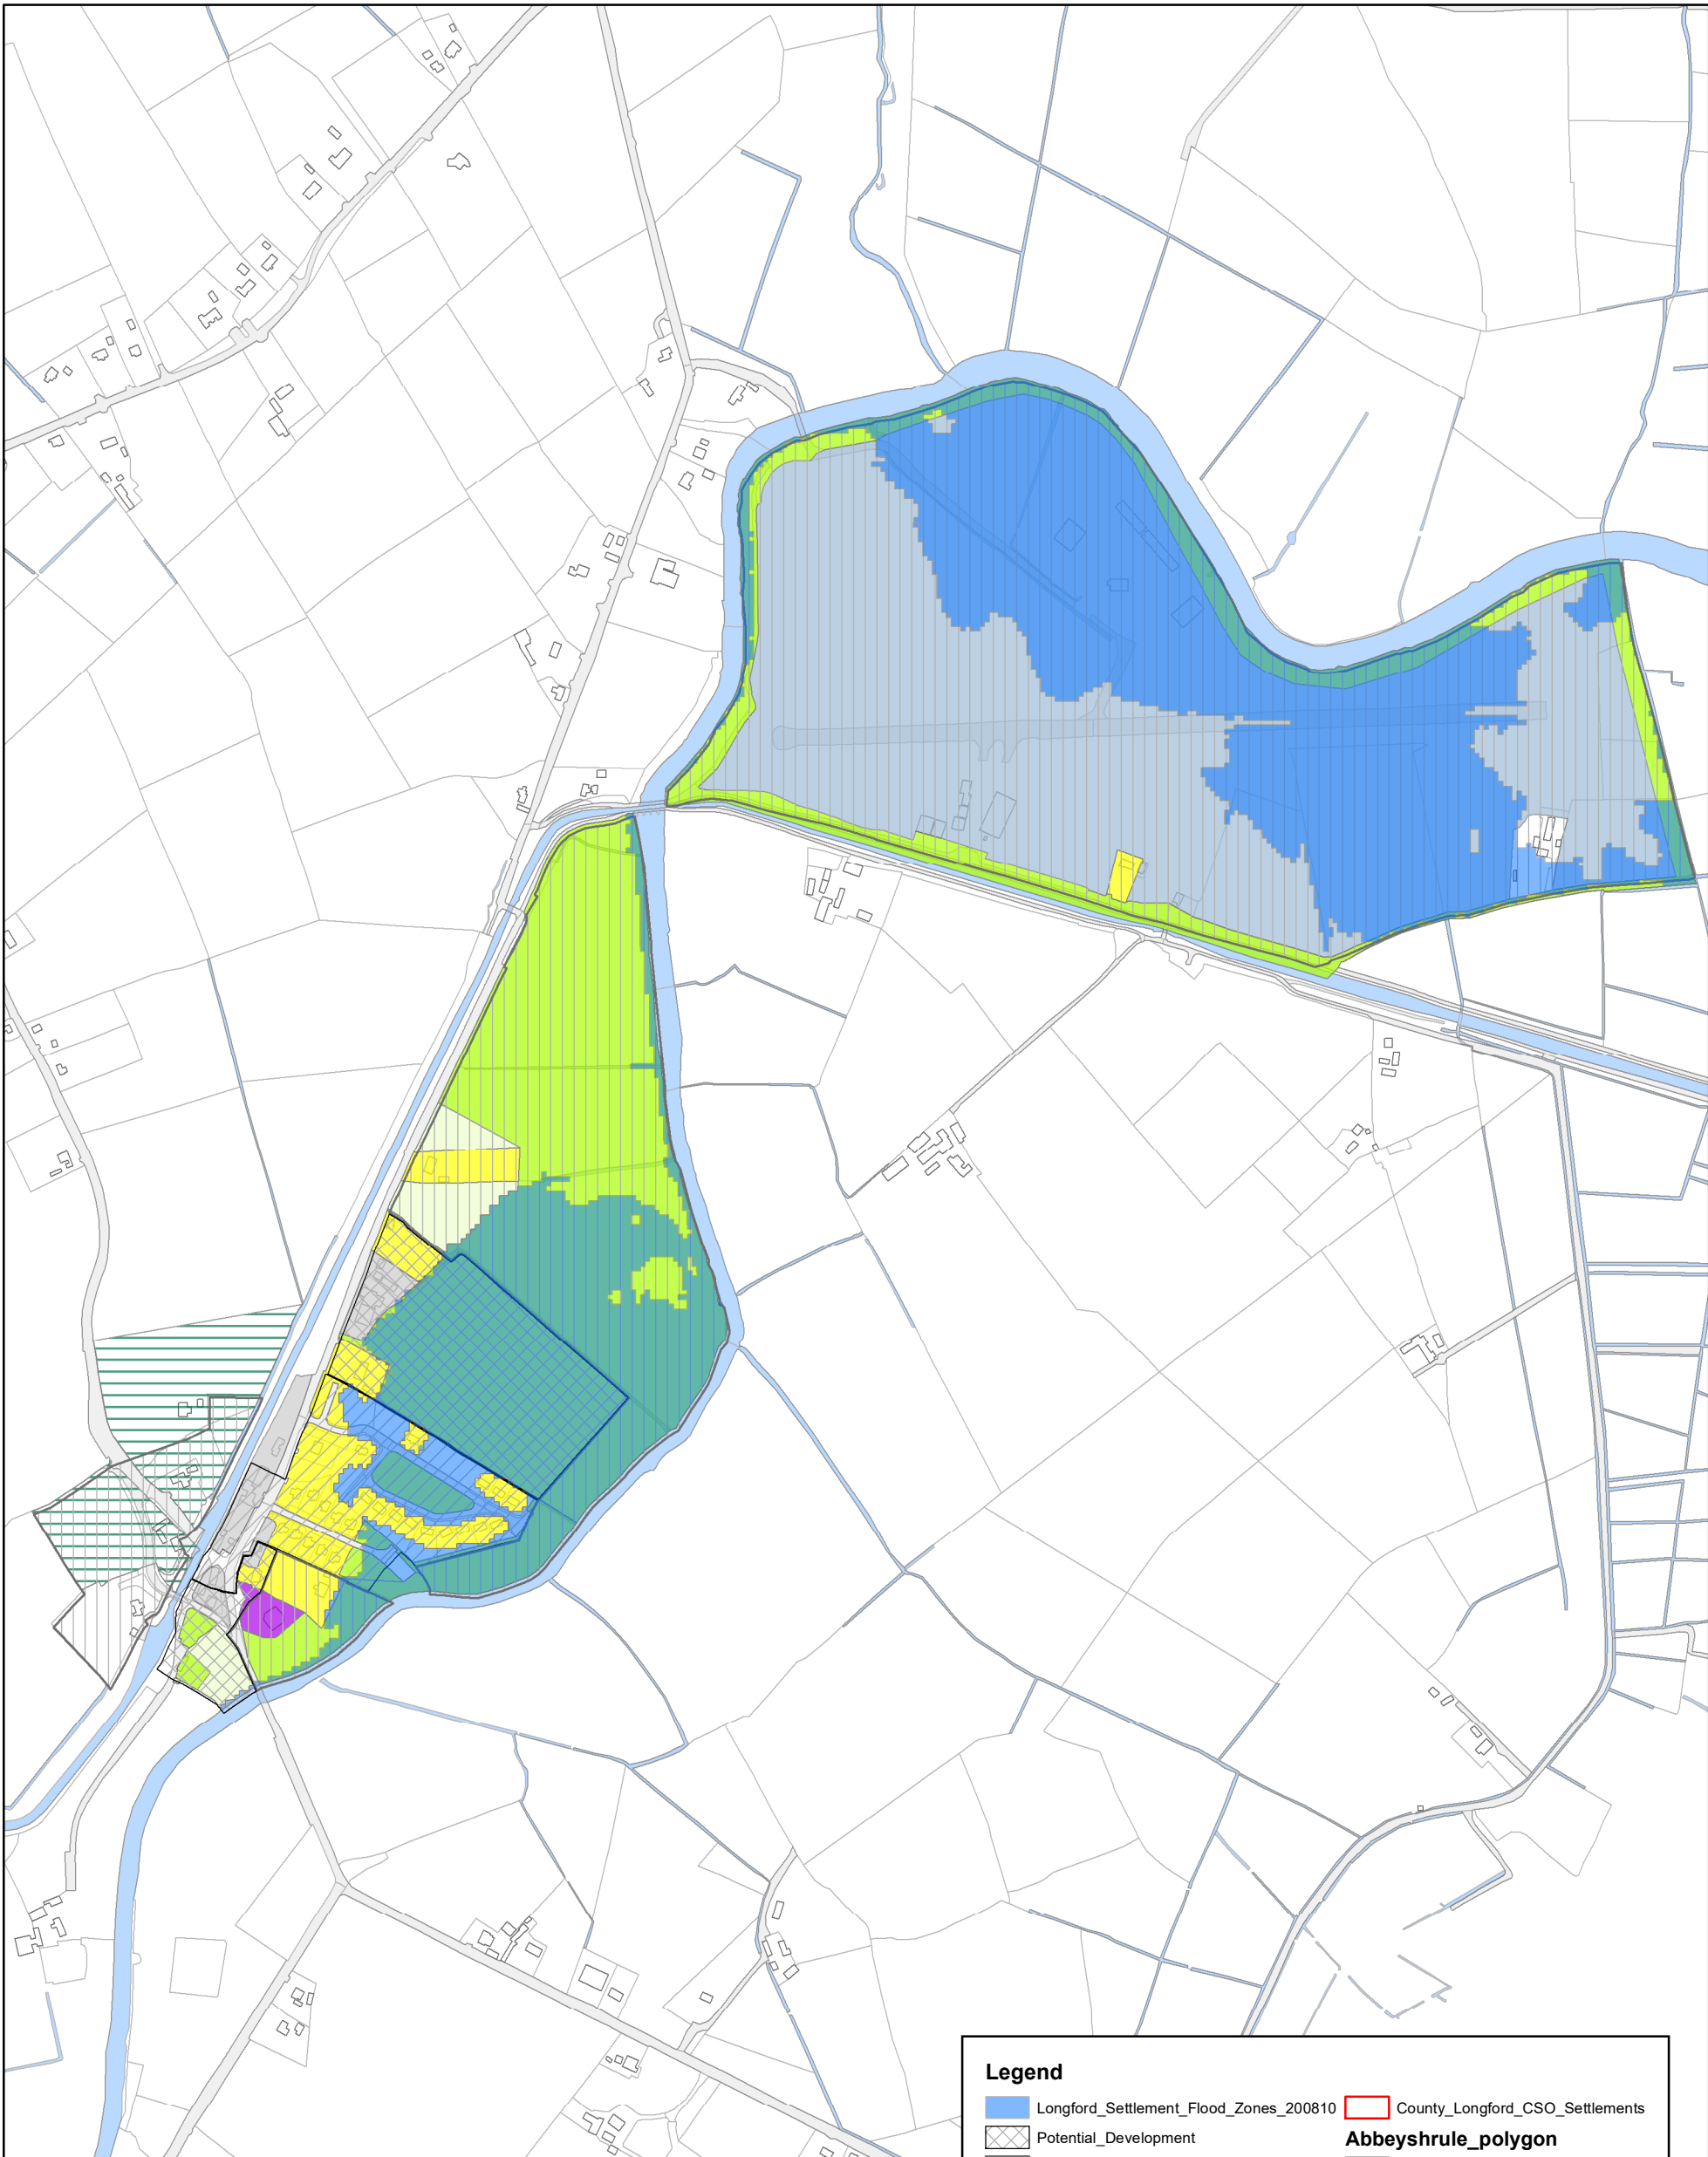 Legend
Longford_Settlement_Flood_Zones_200810
County_Longford_CSO_Settlements
Potential_Development
Abbeyshrule_polygon